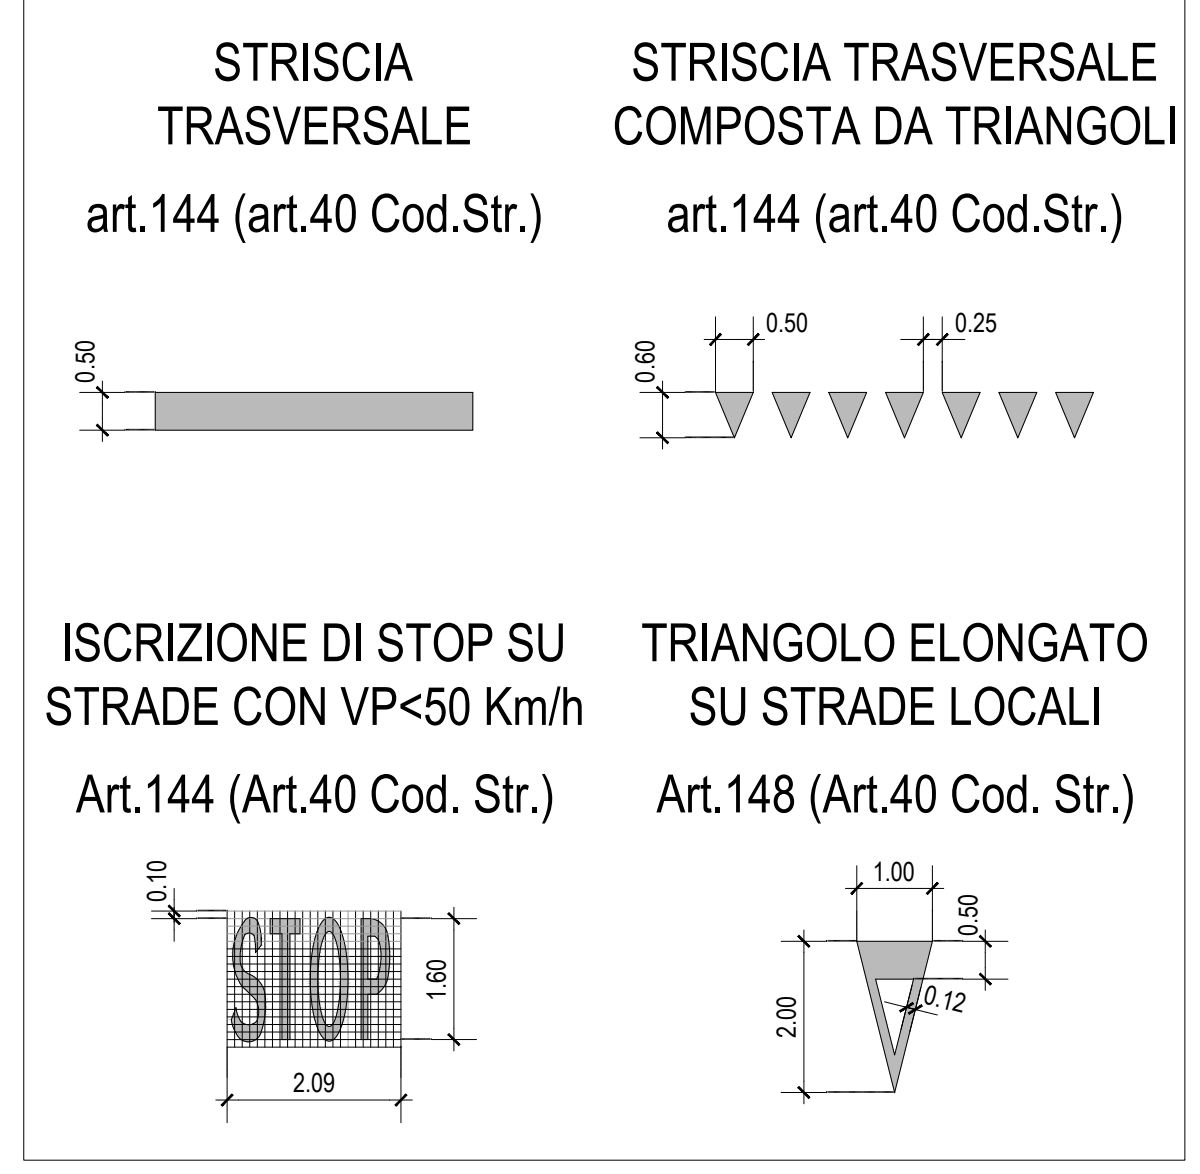 STRISCIA
TRASVERSALE
art.144 (art.40 Cod.Str.)
0.50
STRISCIA TRASVERSALE
COMPOSTA DA TRIANGOLI
art.144 (art.40 Cod.Str.)
0.50
0.25
0.60
ISCRIZIONE DI STOP SU
STRADE CON VP<50 Km/h
Art.144 (Art.40 Cod. Str.)
0.10
STOP
1.60
2.09
TRIANGOLO ELONGATO
SU STRADE LOCALI
Art.148 (Art.40 Cod. Str.)
1.00
0.50
2.00
0.12